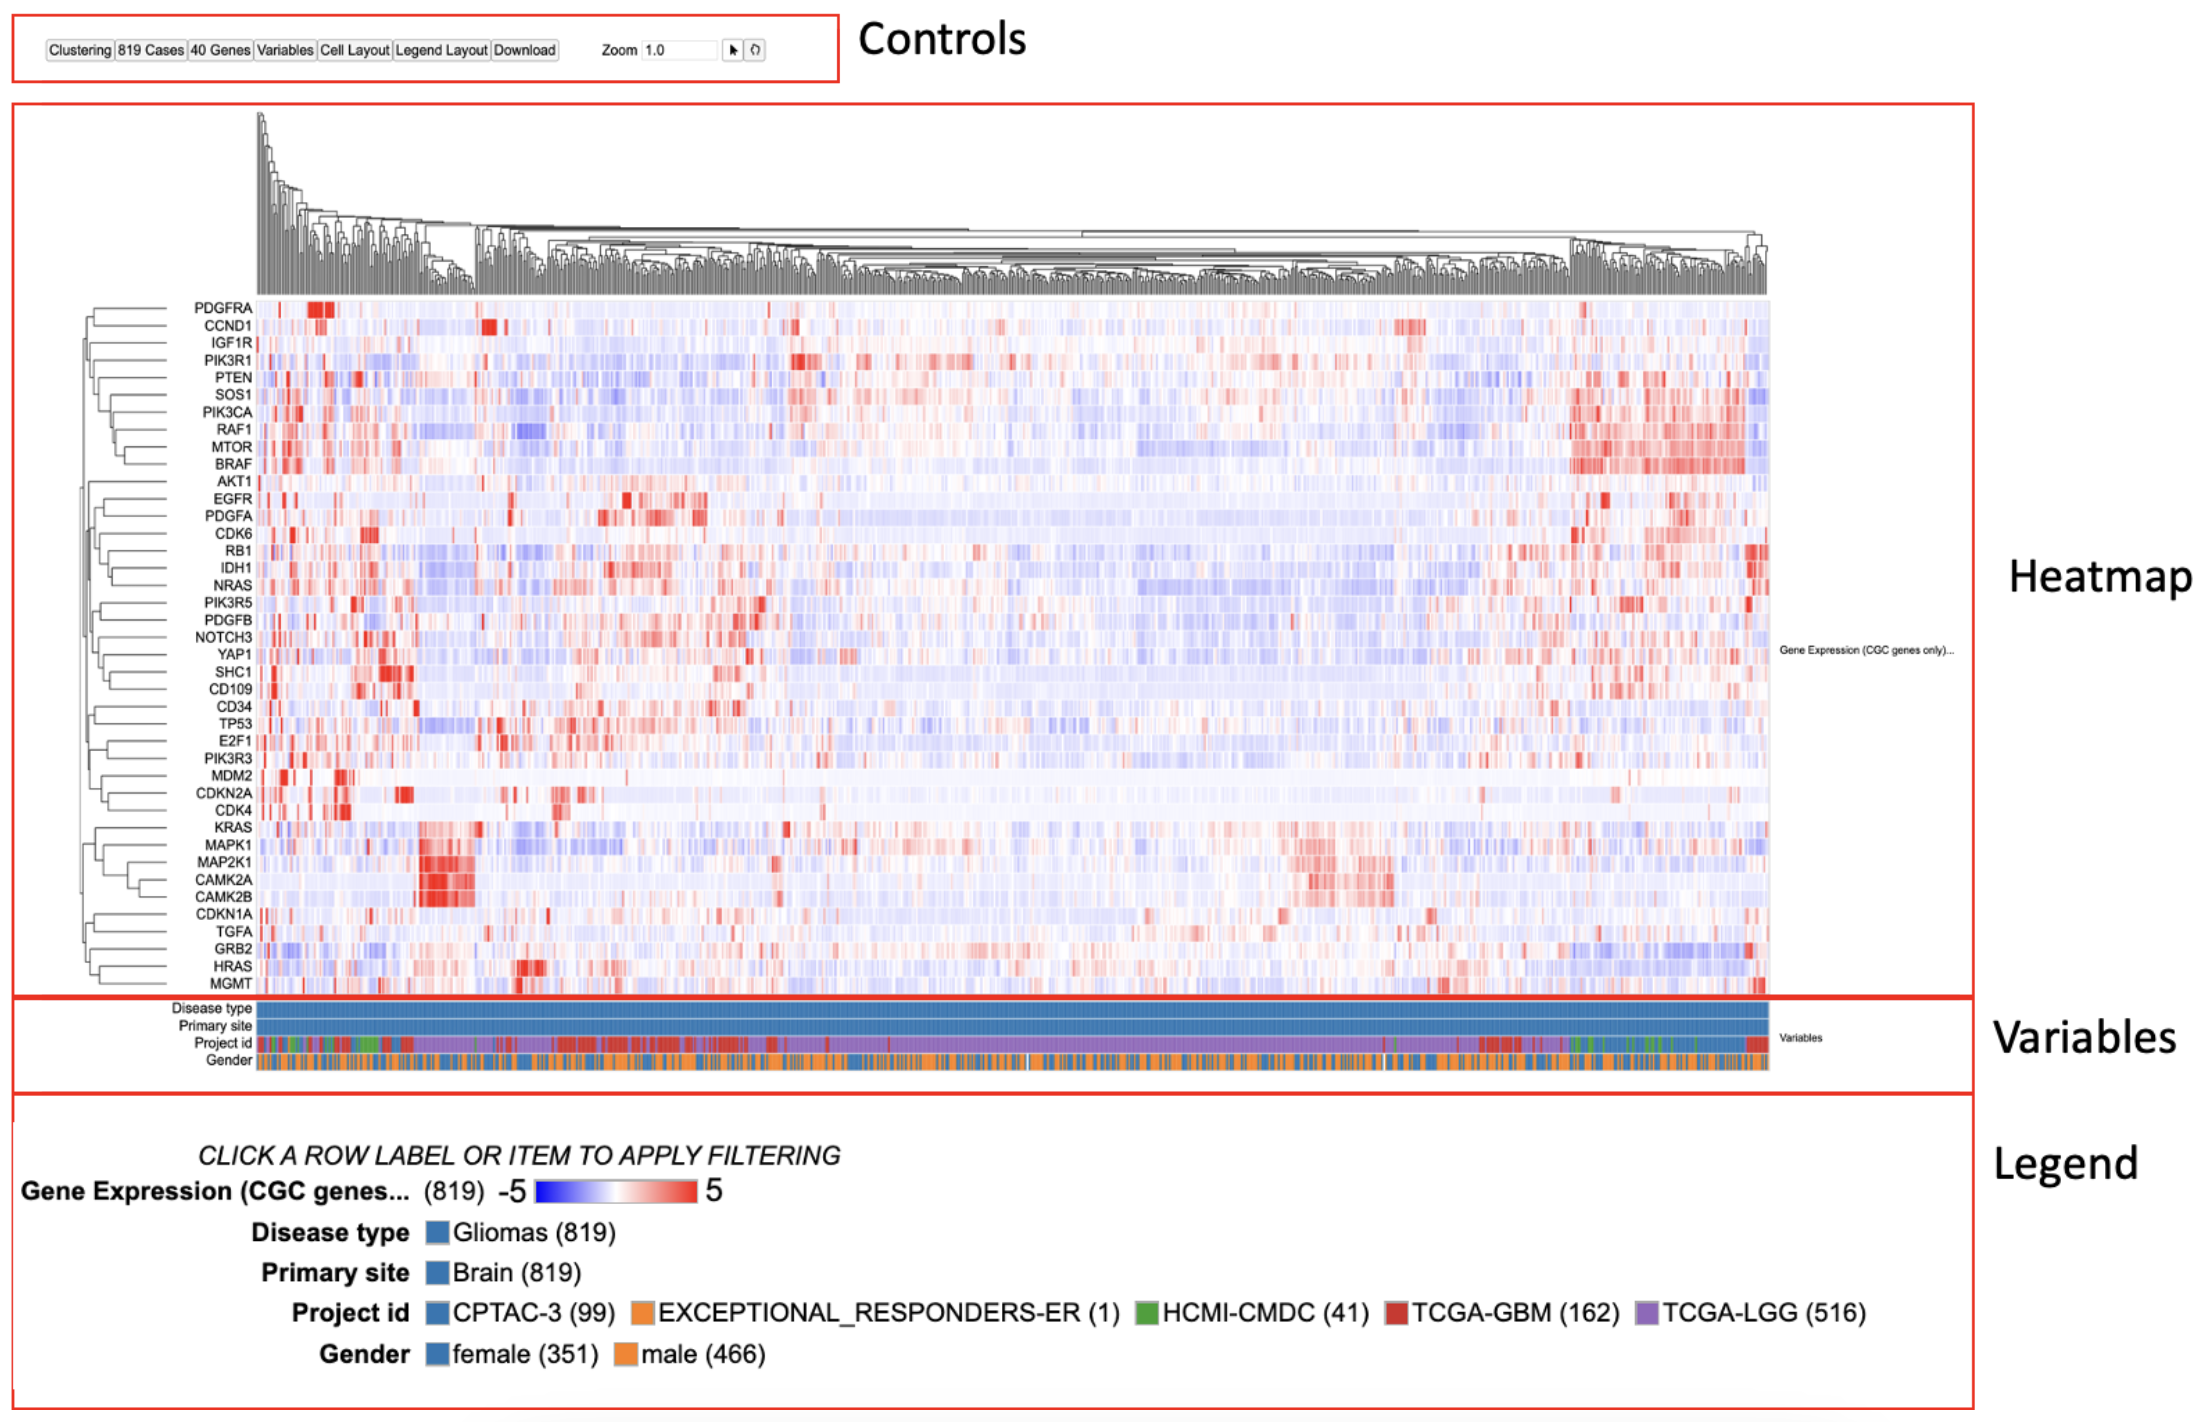 Controls
Clustering 819 Cases 40 Genes Variables Cell Layout Legend Layout Download Zoom 1.0
PDGFRA
CCND1
IGF1R
PIK3R1
PTEN
SOS1
PIK3CA
RAF1
MTOR
BRAF
AKT1
EGFR
PDGFA
CDK6
RB1
IDH1
NRAS
PIK3R5
PDGFB
NOTCH3
YAP1
SHC1
CD109
CD34
TP53
E2F1
PIK3R3
MDM2
CDKN2A
CDK4
KRAS
MAPK1
MAP2K1
CAMK2A
CAMK2B
CDKN1A
TGFA
GRB2
HRAS
MGMT
Gene Expression (CGC genes only)...
Heatmap
Disease type
Primary site
Project id
Gender
Variables
Variables
CLICK A ROW LABEL OR ITEM TO APPLY FILTERING
Gene Expression (CGC genes... (819) -5 5
Disease type Gliomas (819)
Primary site Brain (819)
Project id CPTAC-3 (99) EXCEPTIONAL_RESPONDERS-ER (1) HCMI-CMDC (41) TCGA-GBM (162) TCGA-LGG (516)
Gender female (351) male (466)
Legend